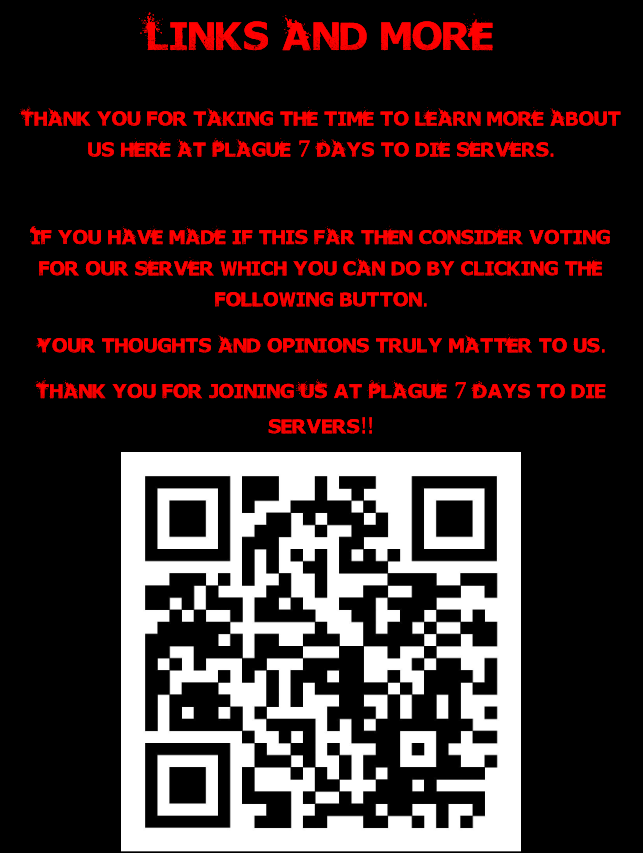 LINKS AND MORE
THANK YOU FOR TAKING THE TIME TO LEARN MORE ABOUT
US HERE AT PLAGUE 7 DAYS TO DIE SERVERS.
IF YOU HAVE MADE IF THIS FAR THEN CONSIDER VOTING
FOR OUR SERVER WHICH YOU CAN DO BY CLICKING THE
FOLLOWING BUTTON.
YOUR THOUGHTS AND OPINIONS TRULY MATTER TO US.
THANK YOU FOR JOINING US AT PLAGUE 7 DAYS TO DIE
SERVERS!!